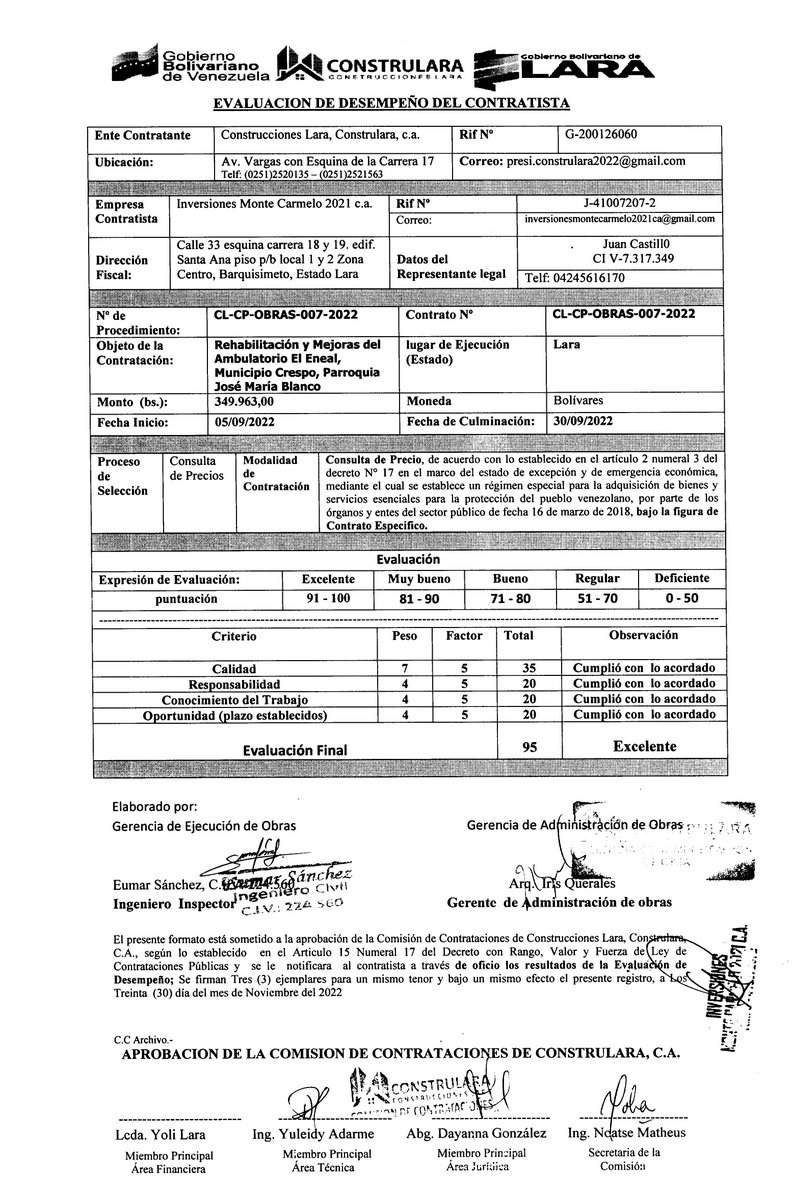 Gobierno
Bolivariano
de Venezuela
CONSTRULARA
CONSTRUCCIONES LARA
Gobierno Bolivariano de
LARA
EVALUACION DE DESEMPEÑO DEL CONTRATISTA
Ente Contratante Construcciones Lara, Construlara, c.a. Rif Nº G-200126060
Ubicación: Av. Vargas con Esquina de la Carrera 17 Correo: presi.construlara2022@gmail.com
Telf: (0251)2520135 – (0251)2521563
Empresa Contratista Inversiones Monte Carmelo 2021 c.a. Rif Nº J-41007207-2
Correo: inversionesmontecarmelo2021ca@gmail.com
Dirección Fiscal: Calle 33 esquina carrera 18 y 19. edif.
Santa Ana piso p/b local 1 y 2 Zona
Centro, Barquisimeto, Estado Lara
Datos del
Representante legal
Juan Castill0
CI V-7.317.349
Telf: 04245616170
Nº de Procedimiento: CL-CP-OBRAS-007-2022 Contrato Nº CL-CP-OBRAS-007-2022
Objeto de la Contratación: Rehabilitación y Mejoras del
Ambulatorio El Eneal,
Municipio Crespo, Parroquia
José María Blanco
lugar de Ejecución (Estado) Lara
Monto (bs.): 349.963,00 Moneda Bolívares
Fecha Inicio: 05/09/2022 Fecha de Culminación: 30/09/2022
Proceso de Selección Consulta de Precios Modalidad de Contratación
Consulta de Precio, de acuerdo con lo establecido en el artículo 2 numeral 3 del
decreto Nº 17 en el marco del estado de excepción y de emergencia económica,
mediante el cual se establece un régimen especial para la adquisición de bienes y
servicios esenciales para la protección del pueblo venezolano, por parte de los
órganos y entes del sector público de fecha 16 de marzo de 2018, bajo la figura de
Contrato Especifico.
Evaluación
Expresión de Evaluación: Excelente Muy bueno Bueno Regular Deficiente
puntuación 91 - 100 81 - 90 71 - 80 51 - 70 0 - 50
Criterio Peso Factor Total Observación
Calidad 7 5 35 Cumplió con lo acordado
Responsabilidad 4 5 20 Cumplió con lo acordado
Conocimiento del Trabajo 4 5 20 Cumplió con lo acordado
Oportunidad (plazo establecidos) 4 5 20 Cumplió con lo acordado
Evaluación Final 95 Excelente
Elaborado por:
Gerencia de Ejecución de Obras Gerencia de Administración de Obras
Eumar Sánchez, Arq. Iris Querales
Eumar Sánchez
Ingeniero Civil
C.I.V.: 224 560
Ingeniero Inspector Gerente de Administración de obras
El presente formato está sometido a la aprobación de la Comisión de Contrataciones de Construcciones Lara, Construlara,
C.A., según lo establecido en el Articulo 15 Numeral 17 del Decreto con Rango, Valor y Fuerza de Ley de
Contrataciones Públicas y se le notificara al contratista a través de oficio los resultados de la Evaluación de
Desempeño; Se firman Tres (3) ejemplares para un mismo tenor y bajo un mismo efecto el presente registro, a Los
Treinta (30) día del mes de Noviembre del 2022
INVERSIONES
C.C Archivo.-
APROBACION DE LA COMISION DE CONTRATACIONES DE CONSTRULARA, C.A.
CONSTRULARA
CONSTRUCCIONES
Lcda. Yoli Lara Ing. Yuleidy Adarme Abg. Dayanna González Ing. Noatse Matheus
Miembro Principal Miembro Principal Miembro Principal Secretaria de la
Área Financiera Área Técnica Área Jurídica Comisión